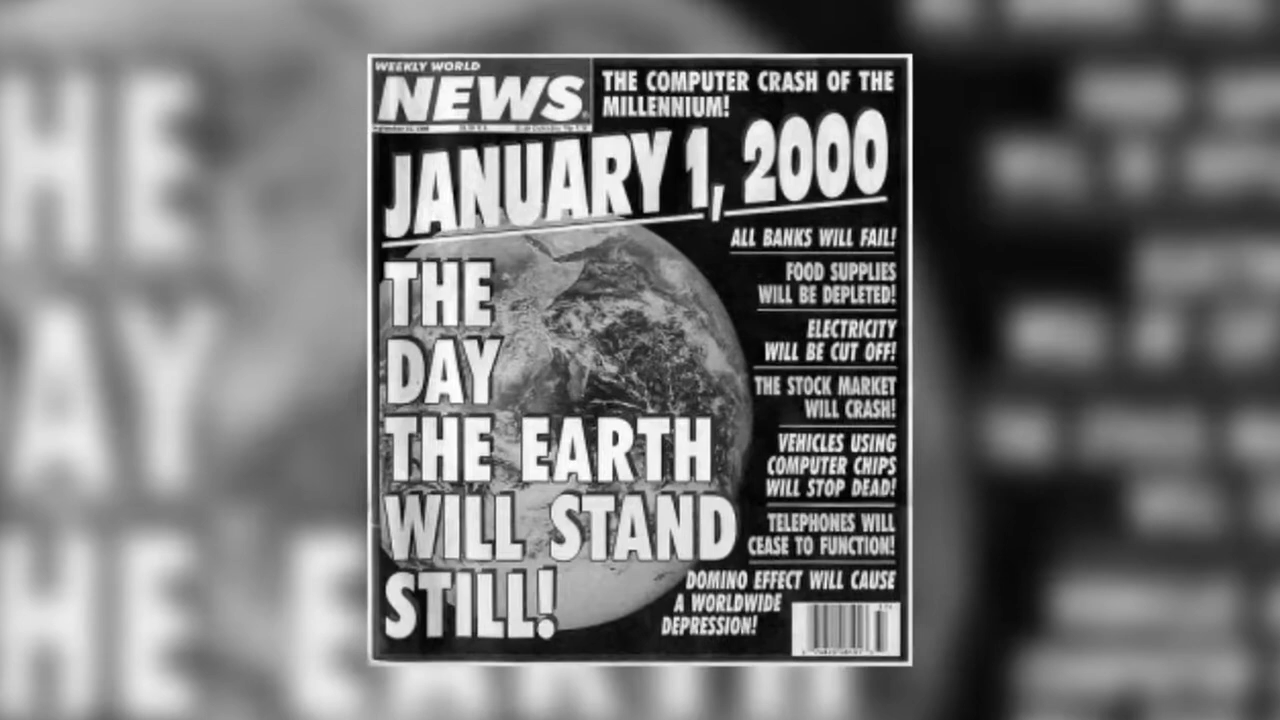 WEEKLY WORLD
NEWS
THE COMPUTER CRASH OF THE
MILLENNIUM!
JANUARY 1, 2000
THE
DAY
THE EARTH
WILL STAND
STILL!
ALL BANKS WILL FAIL!
FOOD SUPPLIES
WILL BE DEPLETED!
ELECTRICITY
WILL BE CUT OFF!
THE STOCK MARKET
WILL CRASH!
VEHICLES USING
COMPUTER CHIPS
WILL STOP DEAD!
TELEPHONES WILL
CEASE TO FUNCTION!
DOMINO EFFECT WILL CAUSE
A WORLDWIDE
DEPRESSION!